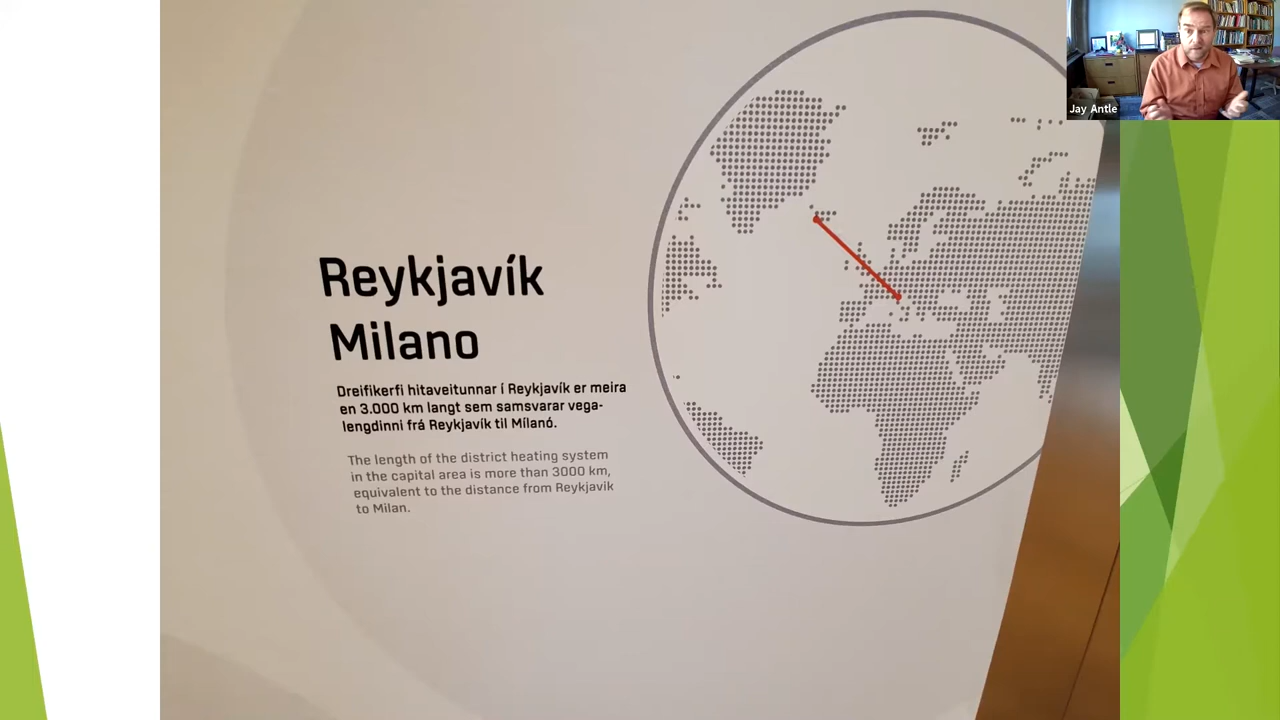 Jay Antle
Reykjavík
Milano
Dreifikerfi hitaveitunnar í Reykjavík er meira
en 3.000 km langt sem samsvarar vega-
lengdinni frá Reykjavík til Mílanó.
The length of the district heating system
in the capital area is more than 3000 km,
equivalent to the distance from Reykjavik
to Milan.